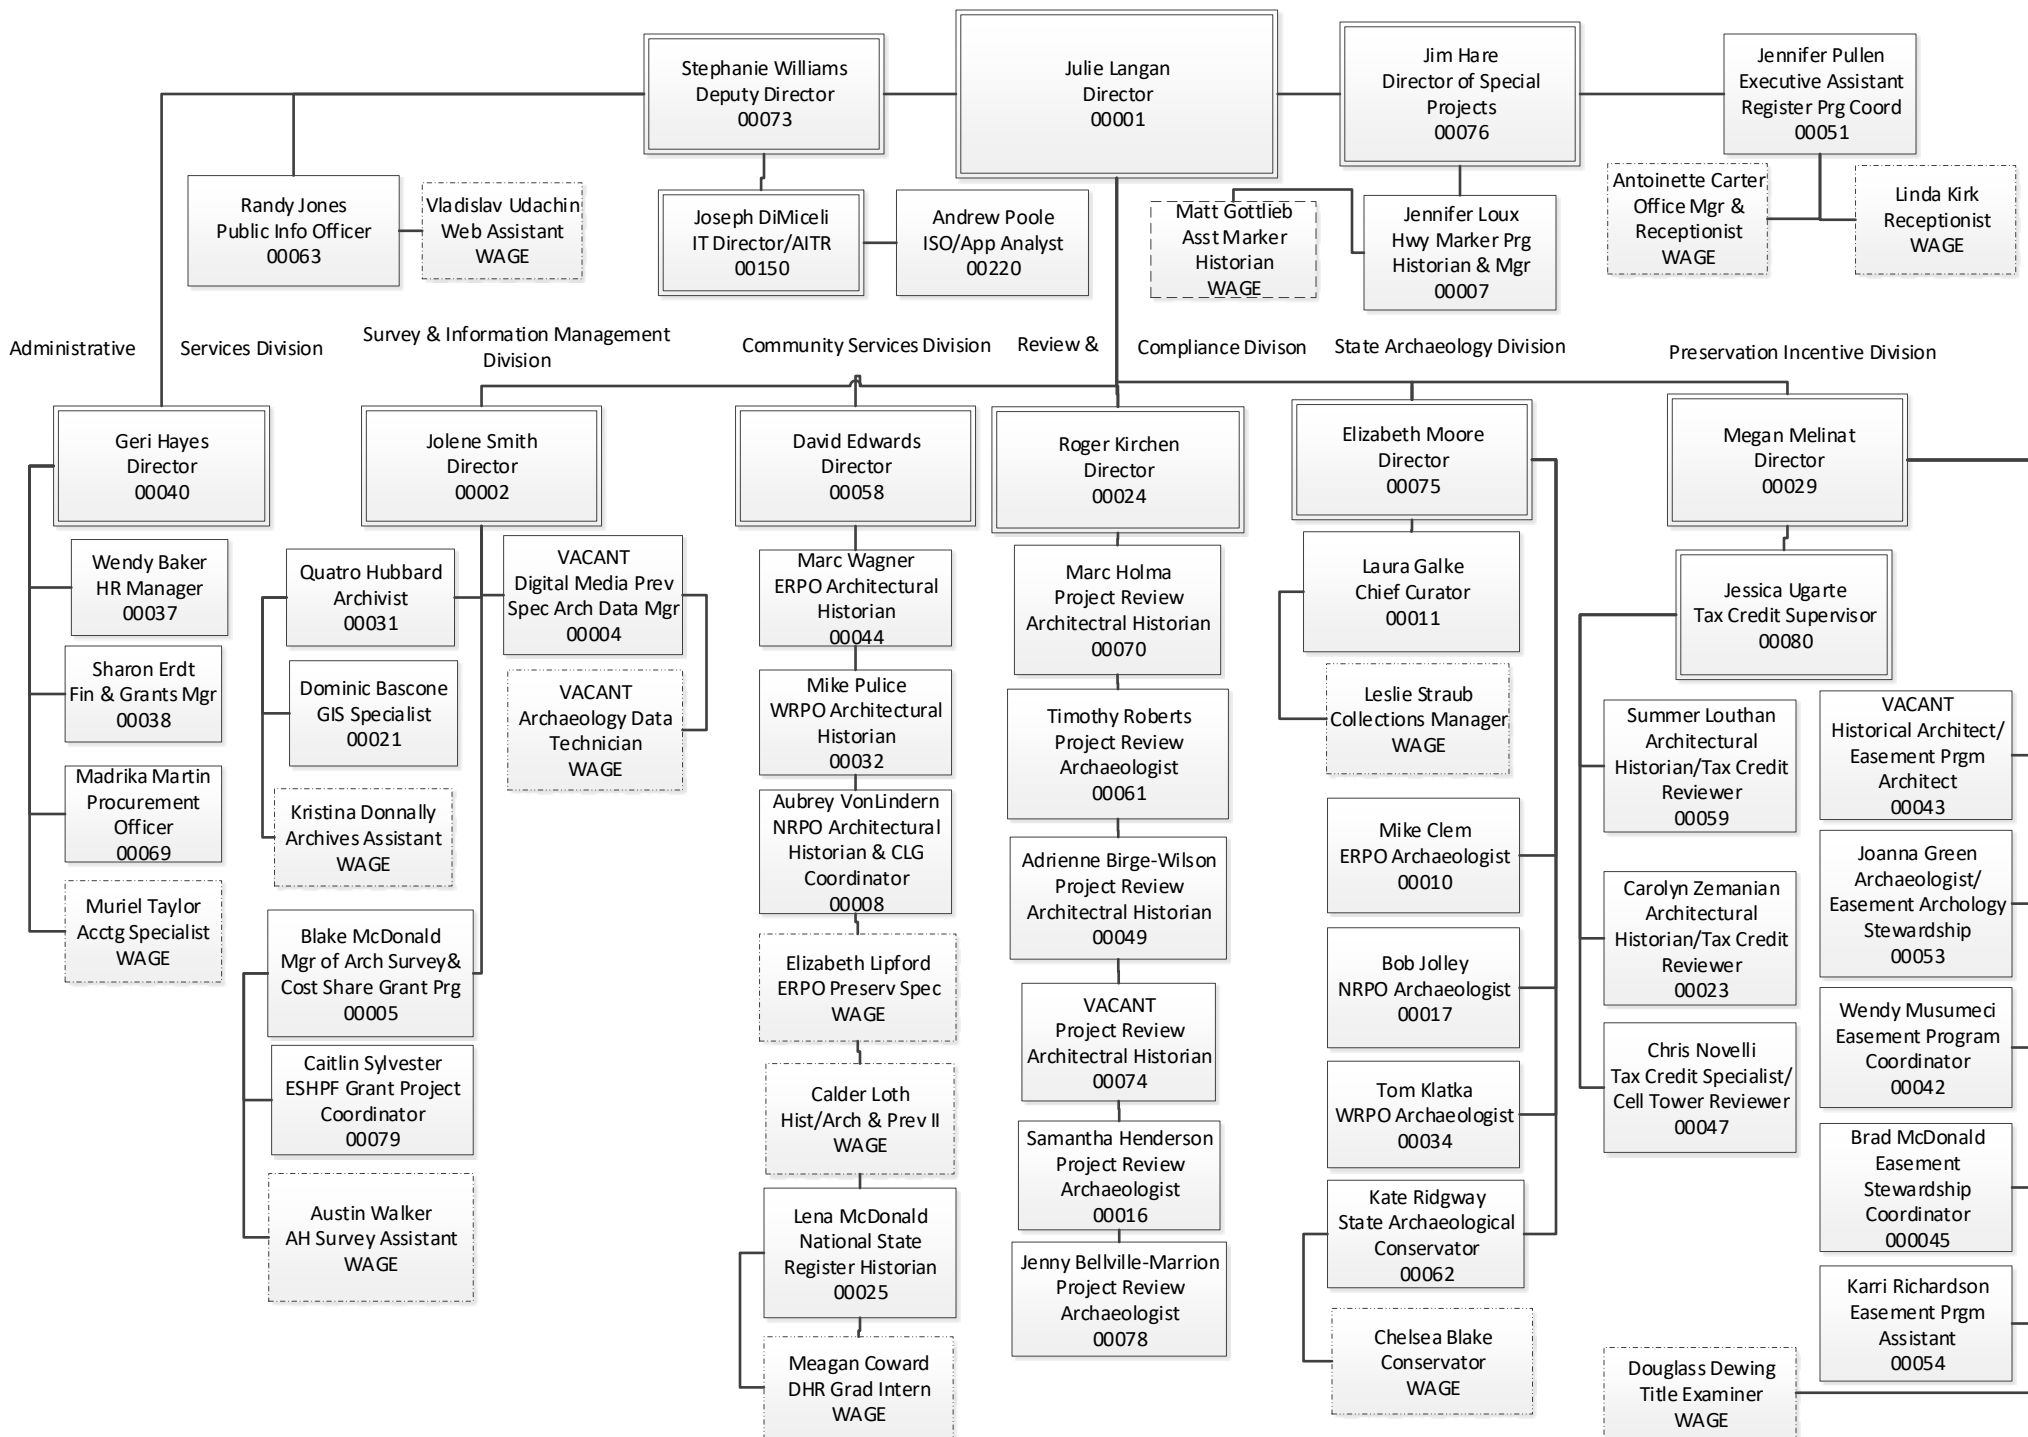 Stephanie Williams
Deputy Director
00073
Julie Langan
Director
00001
Jim Hare
Director of Special
Projects
00076
Jennifer Pullen
Executive Assistant
Register Prg Coord
00051
Randy Jones
Public Info Officer
00063
Vladislav Udachin
Web Assistant
WAGE
Joseph DiMiceli
IT Director/AITR
00150
Andrew Poole
ISO/App Analyst
00220
Matt Gottlieb
Asst Marker
Historian
WAGE
Jennifer Loux
Hwy Marker Prg
Historian & Mgr
00007
Antoinette Carter
Office Mgr &
Receptionist
WAGE
Linda Kirk
Receptionist
WAGE
Administrative Services Division
Survey & Information Management
Division
Community Services Division
Review & Compliance Divison
State Archaeology Division
Preservation Incentive Division
Geri Hayes
Director
00040
Wendy Baker
HR Manager
00037
Sharon Erdt
Fin & Grants Mgr
00038
Madrika Martin
Procurement
Officer
00069
Muriel Taylor
Acctg Specialist
WAGE
Jolene Smith
Director
00002
Quatro Hubbard
Archivist
00031
VACANT
Digital Media Prev
Spec Arch Data Mgr
00004
Dominic Bascone
GIS Specialist
00021
VACANT
Archaeology Data
Technician
WAGE
Kristina Donnally
Archives Assistant
WAGE
Blake McDonald
Mgr of Arch Survey&
Cost Share Grant Prg
00005
Caitlin Sylvester
ESHPF Grant Project
Coordinator
00079
Austin Walker
AH Survey Assistant
WAGE
David Edwards
Director
00058
Marc Wagner
ERPO Architectural
Historian
00044
Mike Pulice
WRPO Architectural
Historian
00032
Aubrey VonLindern
NRPO Architectural
Historian & CLG
Coordinator
00008
Elizabeth Lipford
ERPO Preserv Spec
WAGE
Calder Loth
Hist/Arch & Prev II
WAGE
Lena McDonald
National State
Register Historian
00025
Meagan Coward
DHR Grad Intern
WAGE
Roger Kirchen
Director
00024
Marc Holma
Project Review
Architectral Historian
00070
Timothy Roberts
Project Review
Archaeologist
00061
Adrienne Birge-Wilson
Project Review
Architectral Historian
00049
VACANT
Project Review
Architectral Historian
00074
Samantha Henderson
Project Review
Archaeologist
00016
Jenny Bellville-Marrion
Project Review
Archaeologist
00078
Elizabeth Moore
Director
00075
Laura Galke
Chief Curator
00011
Leslie Straub
Collections Manager
WAGE
Mike Clem
ERPO Archaeologist
00010
Bob Jolley
NRPO Archaeologist
00017
Tom Klatka
WRPO Archaeologist
00034
Kate Ridgway
State Archaeological
Conservator
00062
Chelsea Blake
Conservator
WAGE
Megan Melinat
Director
00029
Jessica Ugarte
Tax Credit Supervisor
00080
Summer Louthan
Architectural
Historian/Tax Credit
Reviewer
00059
Carolyn Zemanian
Architectural
Historian/Tax Credit
Reviewer
00023
Chris Novelli
Tax Credit Specialist/
Cell Tower Reviewer
00047
VACANT
Historical Architect/
Easement Prgm
Architect
00043
Joanna Green
Archaeologist/
Easement Archology
Stewardship
00053
Wendy Musumeci
Easement Program
Coordinator
00042
Brad McDonald
Easement
Stewardship
Coordinator
000045
Karri Richardson
Easement Prgm
Assistant
00054
Douglass Dewing
Title Examiner
WAGE